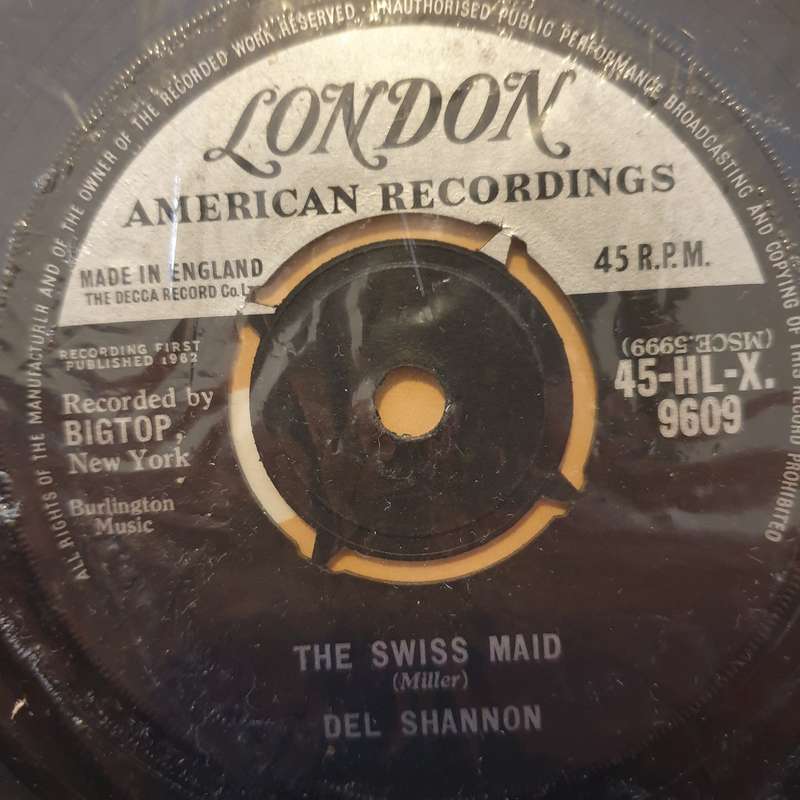 ALL RIGHTS OF THE MANUFACTURER AND OF THE OWNER OF THE RECORDED WORK RESERVED · UNAUTHORISED PUBLIC PERFORMANCE BROADCASTING AND COPYING OF THIS RECORD PROHIBITED
LONDON
AMERICAN RECORDINGS
MADE IN ENGLAND
THE DECCA RECORD Co. L
45 R.P.M.
RECORDING FIRST
PUBLISHED 1962
Recorded by
BIGTOP,
New York
Burlington
Music
(MSCE.5999)
45-HL-X.
9609
THE SWISS MAID
(Miller)
DEL SHANNON